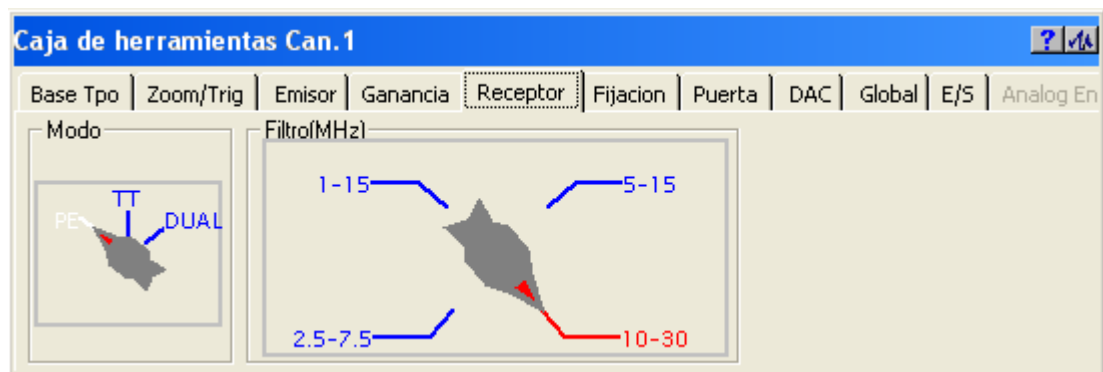 Caja de herramientas Can.1
Base Tpo Zoom/Trig Emisor Ganancia Receptor Fijacion Puerta DAC Global E/S Analog En
Modo Filtro(MHz)
1-15 5-15
TT
PE DUAL
2.5-7.5 10-30